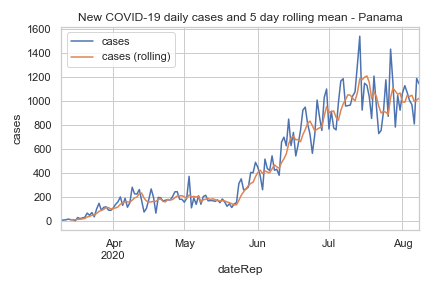 New COVID-19 daily cases and 5 day rolling mean - Panama
1600
cases
cases (rolling)
1400
1200
1000
800
600
400
200
0
cases
Apr May Jun Jul Aug
2020
dateRep